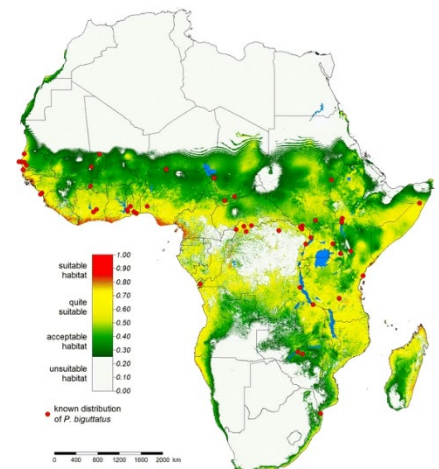 suitable
habitat
quite
suitable
acceptable
habitat
unsuitable
habitat
1.00
0.90
0.80
0.70
0.60
0.50
0.40
0.30
0.20
0.10
0.00
known distribution
of P. biguttatus
0 400 800 1200 1600 2000 km